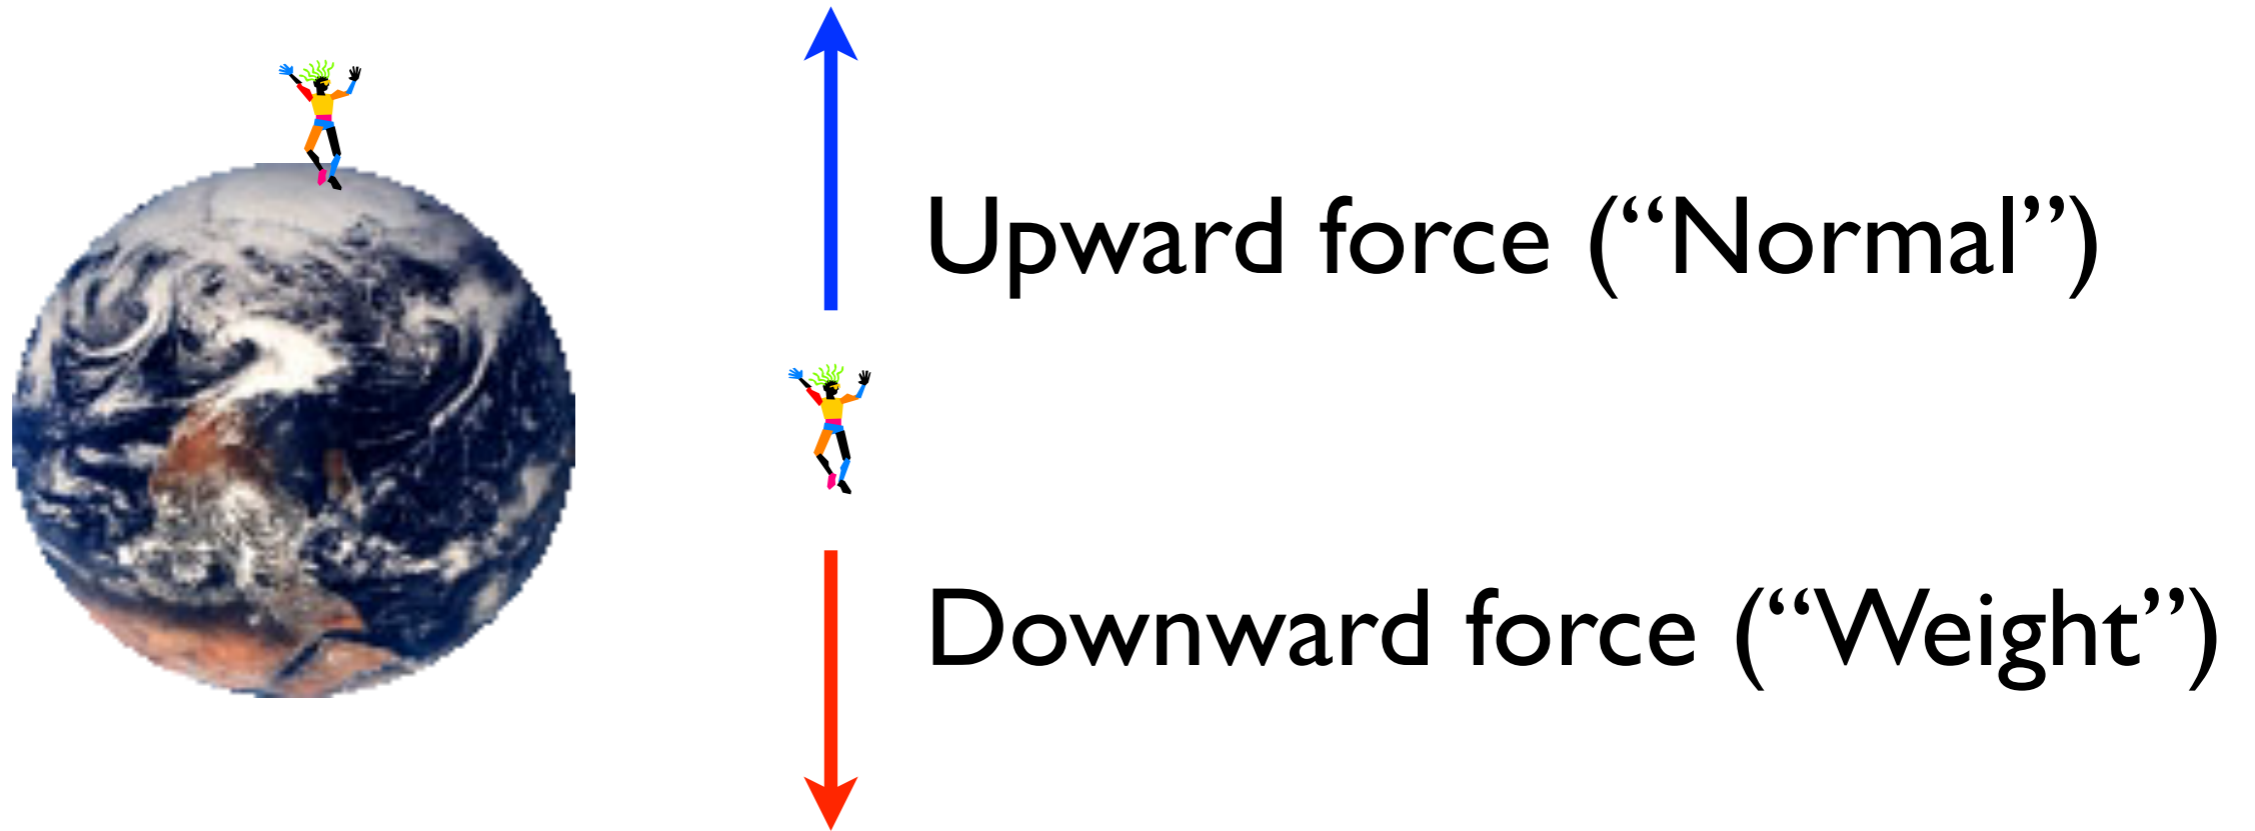 Upward force (“Normal”)
Downward force (“Weight”)